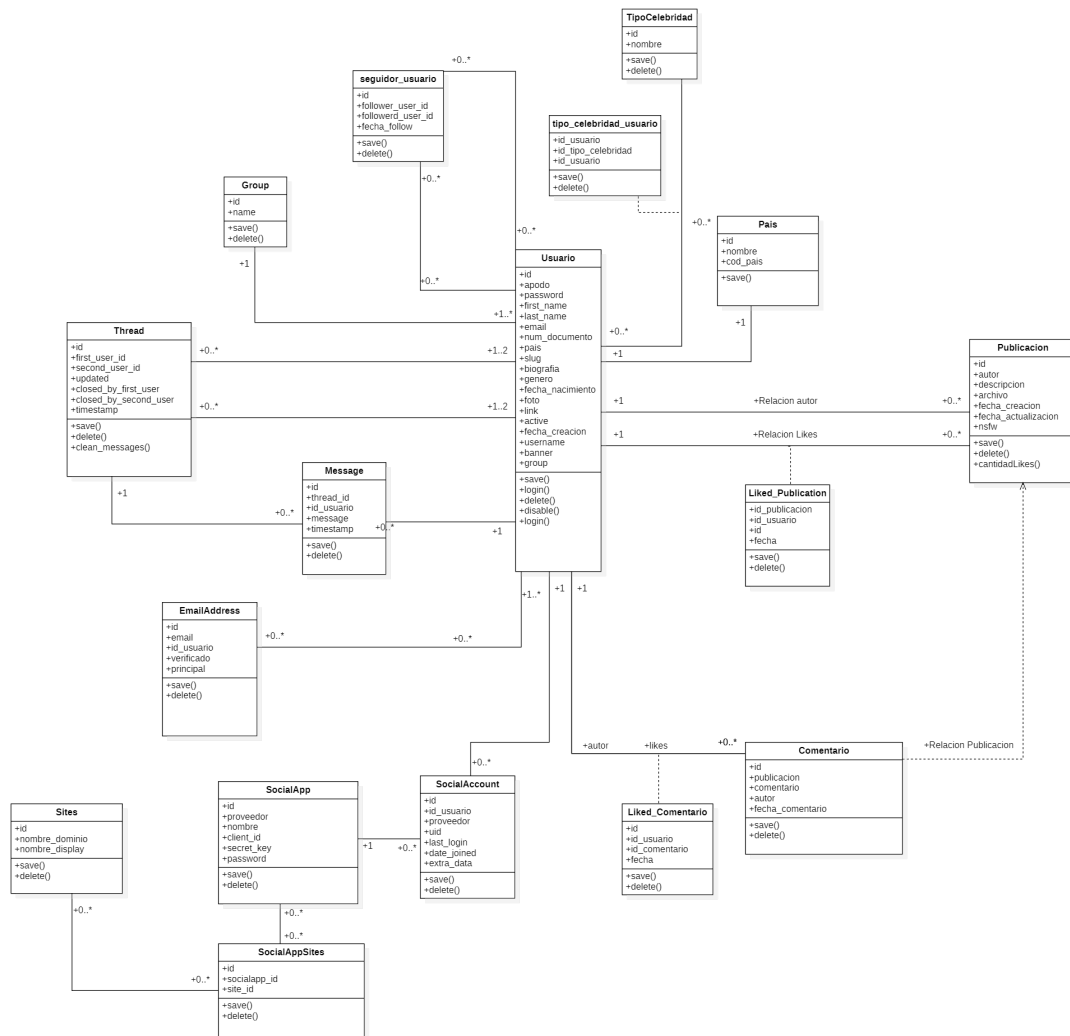 TipoCelebridad
+id
+nombre
+save()
+delete()
+0..*
seguidor_usuario
+id
+follower_user_id
+followerd_user_id
+fecha_follow
+save()
+delete()
tipo_celebridad_usuario
+id_usuario
+id_tipo_celebridad
+id_usuario
+save()
+delete()
+0..*
Group
+id
+name
+save()
+delete()
+1
+0..*
+0..*
Pais
+id
+nombre
+cod_pais
+save()
+1
+0..*
+1..*
Usuario
+id
+apodo
+password
+first_name
+last_name
+email
+num_documento
+pais
+slug
+biografia
+genero
+fecha_nacimiento
+foto
+link
+active
+fecha_creacion
+username
+banner
+group
+save()
+login()
+delete()
+disable()
+login()
+0..*
+1
Thread
+id
+first_user_id
+second_user_id
+updated
+closed_by_first_user
+closed_by_second_user
+timestamp
+save()
+delete()
+clean_messages()
+0..*
+1..2
+0..*
+1..2
+1
Publicacion
+id
+autor
+descripcion
+archivo
+fecha_creacion
+fecha_actualizacion
+nsfw
+save()
+delete()
+cantidadLikes()
+1
+Relacion autor
+0..*
+1
+Relacion Likes
+0..*
Message
+id
+thread_id
+id_usuario
+message
+timestamp
+save()
+delete()
+0..*
+0..*
+1
Liked_Publication
+id_publicacion
+id_usuario
+id
+fecha
+save()
+delete()
+1..*
+1
+1
EmailAddress
+id
+email
+id_usuario
+verificado
+principal
+save()
+delete()
+0..*
+0..*
+autor
+likes
+0..*
Comentario
+id
+publicacion
+comentario
+autor
+fecha_comentario
+save()
+delete()
+Relacion Publicacion
+0..*
SocialApp
+id
+proveedor
+nombre
+client_id
+secret_key
+password
+save()
+delete()
+1
+0..*
SocialAccount
+id
+id_usuario
+proveedor
+uid
+last_login
+date_joined
+extra_data
+save()
+delete()
Liked_Comentario
+id
+id_usuario
+id_comentario
+fecha
+save()
+delete()
Sites
+id
+nombre_dominio
+nombre_display
+save()
+delete()
+0..*
+0..*
+0..*
+0..*
SocialAppSites
+id
+socialapp_id
+site_id
+save()
+delete()